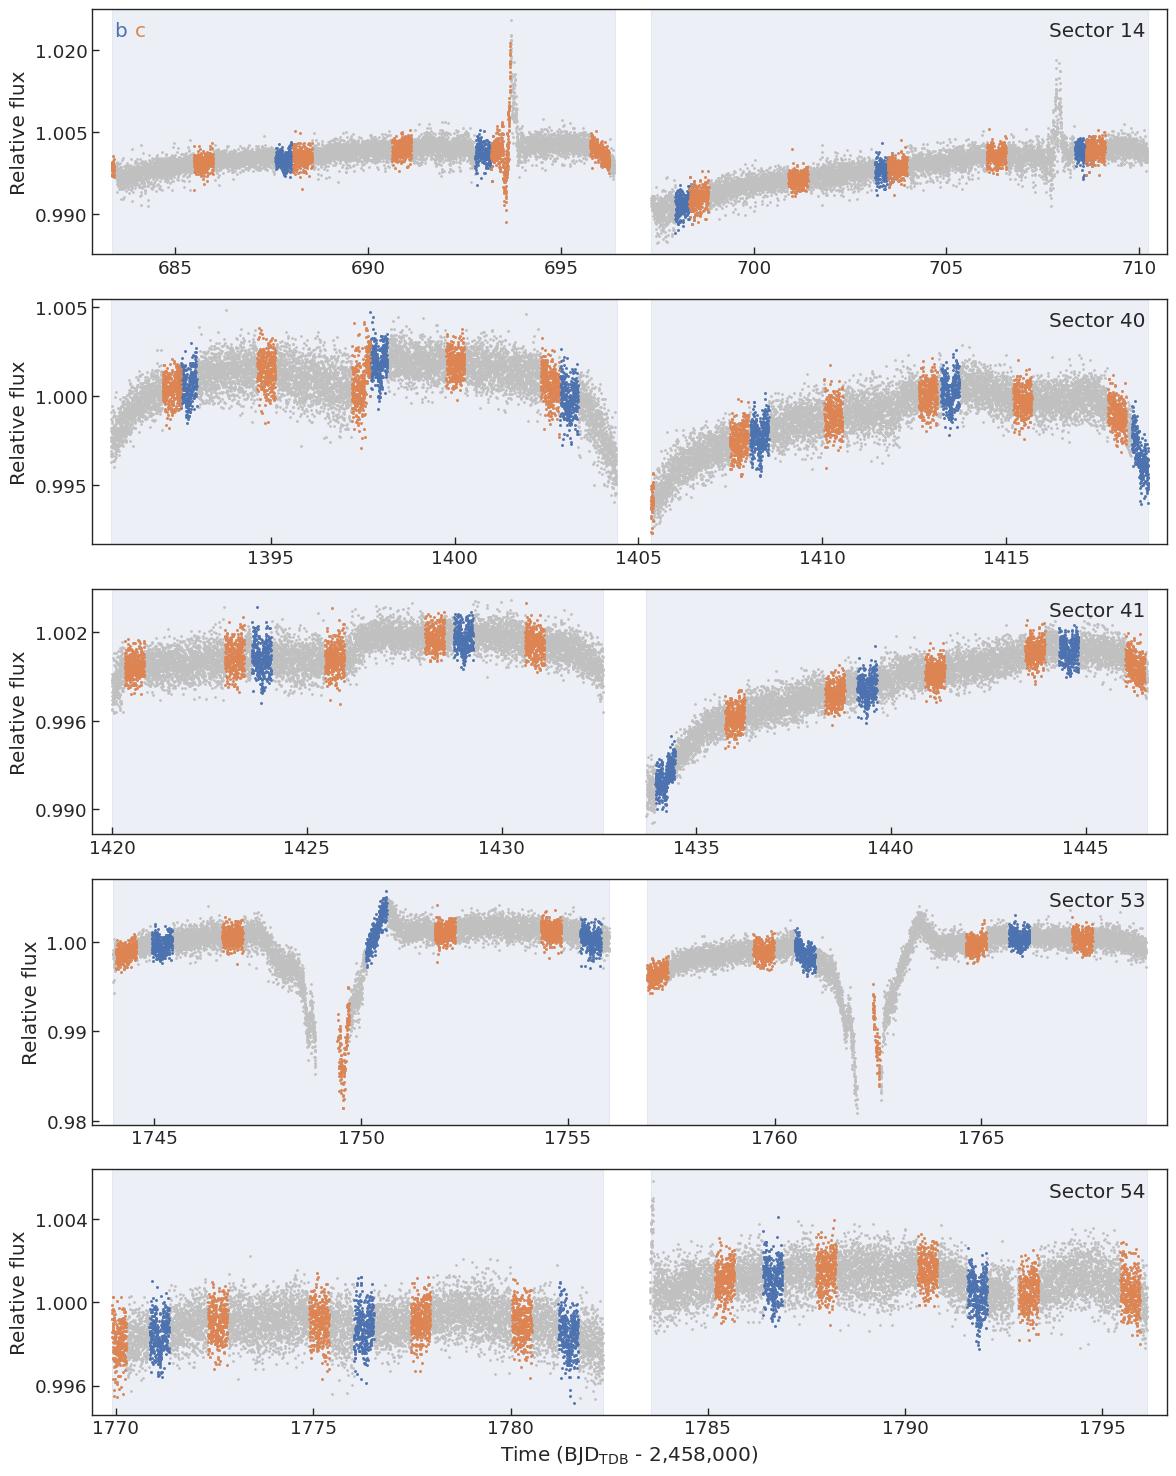 b c
Sector 14
Relative flux
1.020
1.005
0.990
685 690 695 700 705 710
Sector 40
Relative flux
1.005
1.000
0.995
1395 1400 1405 1410 1415
Sector 41
Relative flux
1.002
0.996
0.990
1420 1425 1430 1435 1440 1445
Sector 53
Relative flux
1.00
0.99
0.98
1745 1750 1755 1760 1765
Sector 54
Relative flux
1.004
1.000
0.996
1770 1775 1780 1785 1790 1795
Time (BJD_TDB - 2,458,000)